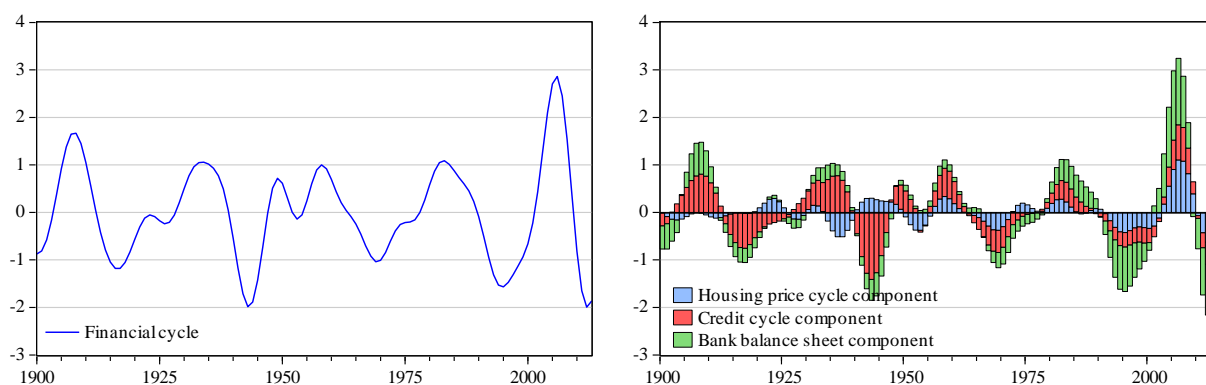 4
3
2
1
0
-1
-2
-3
Financial cycle
1900 1925 1950 1975 2000
4
3
2
1
0
-1
-2
-3
Housing price cycle component
Credit cycle component
Bank balance sheet component
1900 1925 1950 1975 2000